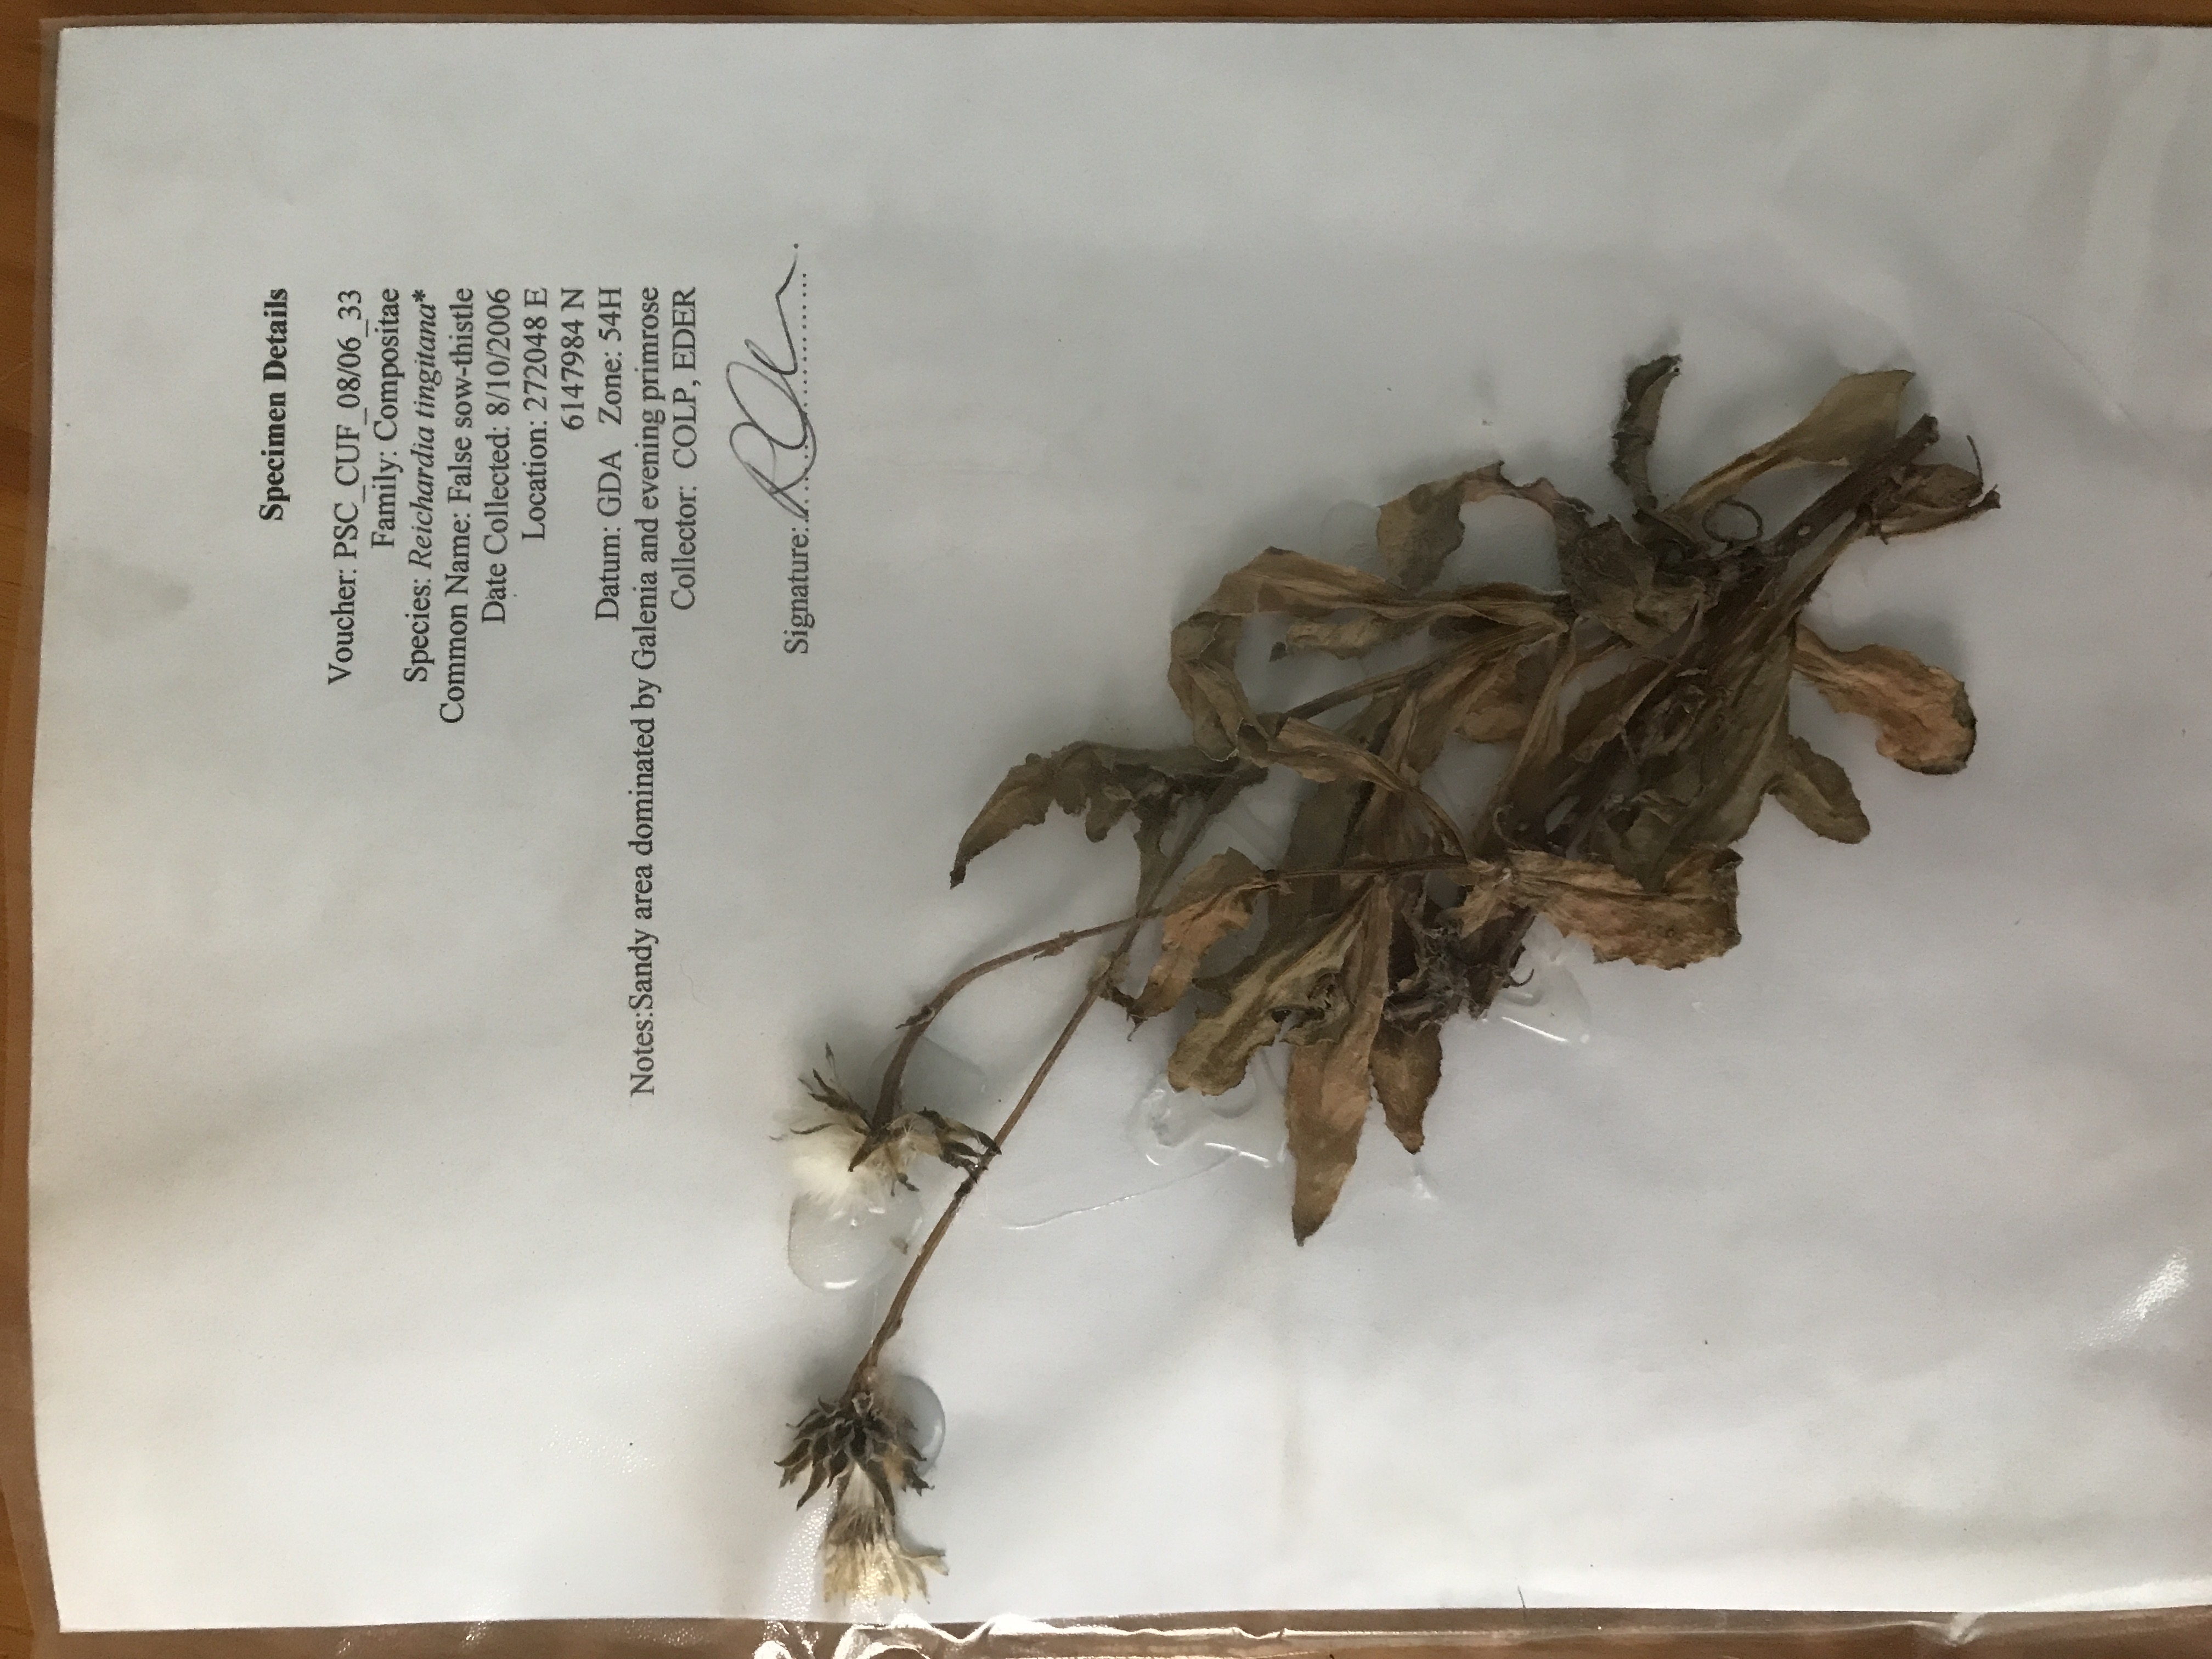 Specimen Details
Voucher: PSC_CUF_08/06_33
Family: Compositae
Species: Reichardia tingitana*
Common Name: False sow-thistle
Date Collected: 8/10/2006
Location: 272048 E
6147984 N
Datum: GDA Zone: 54H
Notes:Sandy area dominated by Galenia and evening primrose
Collector: COLP, EDER
Signature: